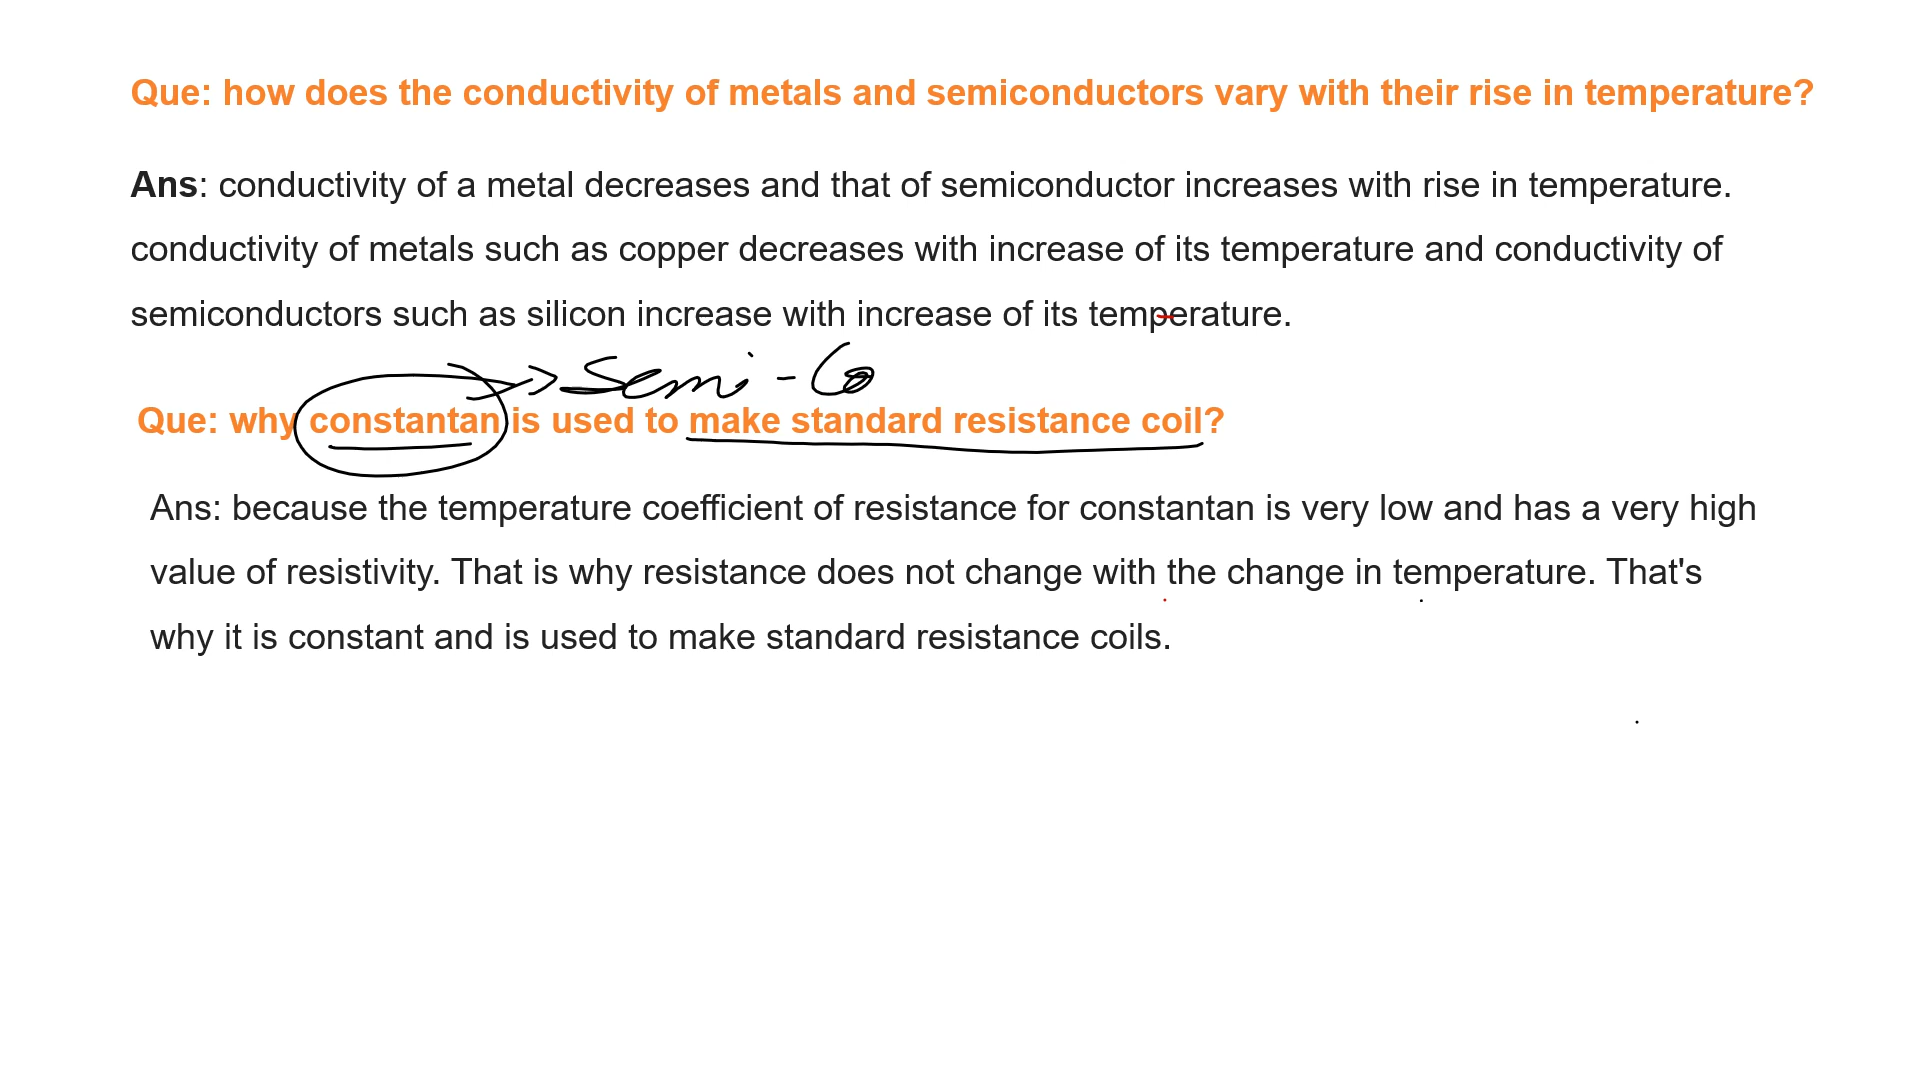 Que: how does the conductivity of metals and semiconductors vary with their rise in temperature?
Ans: conductivity of a metal decreases and that of semiconductor increases with rise in temperature.
conductivity of metals such as copper decreases with increase of its temperature and conductivity of
semiconductors such as silicon increase with increase of its temperature.
Semi - Co
Que: why constantan is used to make standard resistance coil?
Ans: because the temperature coefficient of resistance for constantan is very low and has a very high
value of resistivity. That is why resistance does not change with the change in temperature. That's
why it is constant and is used to make standard resistance coils.